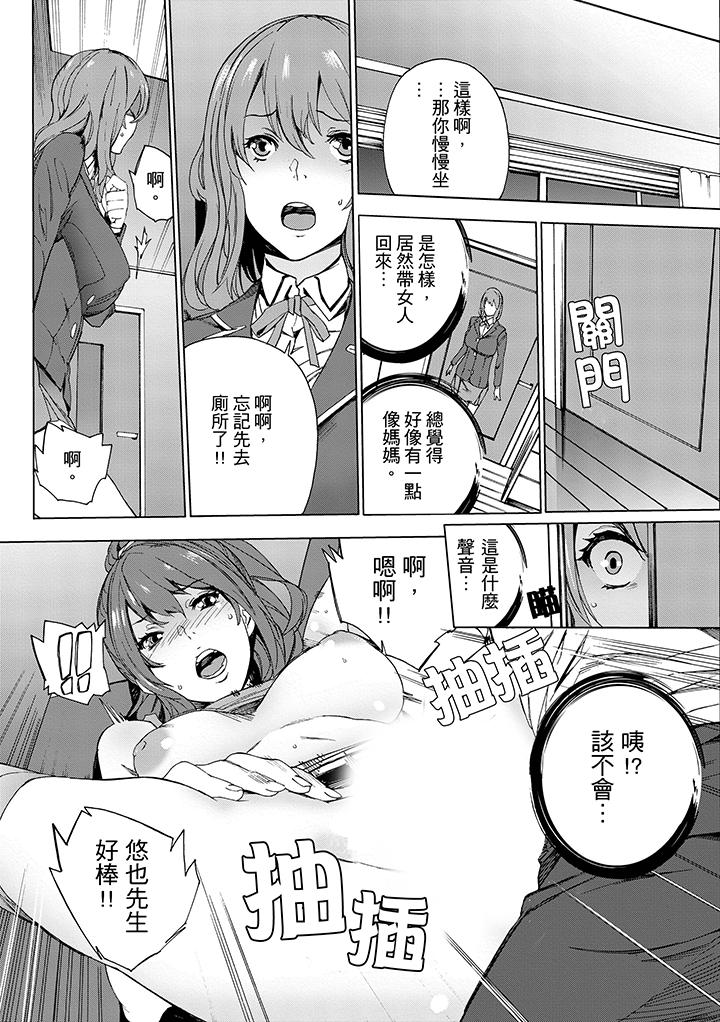 這樣啊，
…那你慢慢坐
…
關門
是怎樣，
居然帶女人
回來…
總覺得
好像有一點
像媽媽。
啊啊，
忘記先去
廁所了!!
啊。
啊。
這是什麼
聲音…
瞄
咦!?
該不會…
啊，
嗯啊!!
抽插
!!
抽插
悠也先生
好棒!!